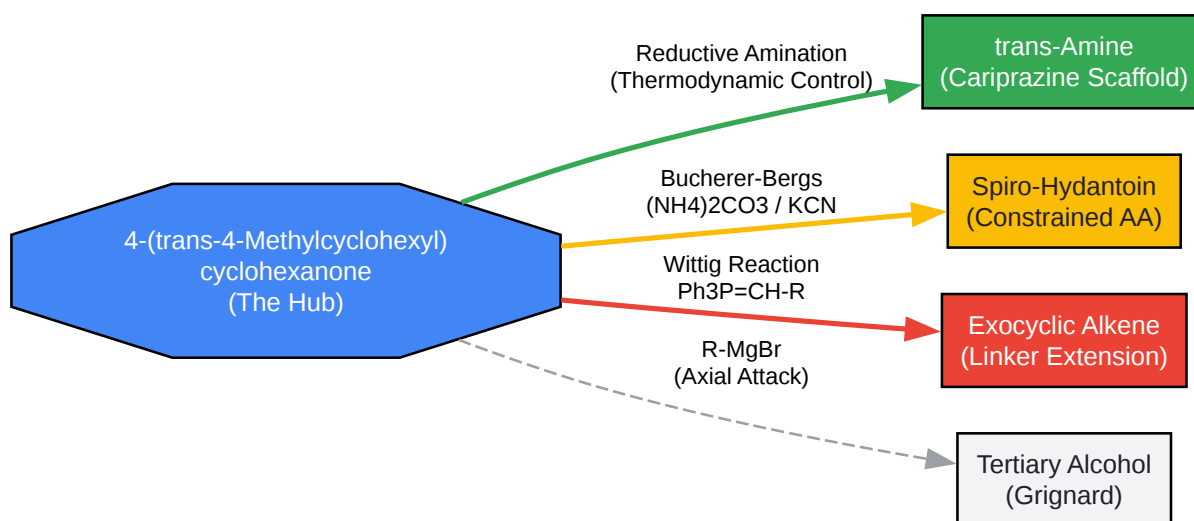 Reductive Amination
(Thermodynamic Control)
trans-Amine
(Cariprazine Scaffold)
Bucherer-Bergs
(NH4)2CO3 / KCN
Spiro-Hydantoin
(Constrained AA)
4-(trans-4-Methylcyclohexyl)
cyclohexanone
(The Hub)
Wittig Reaction
Ph3P=CH-R
Exocyclic Alkene
(Linker Extension)
R-MgBr
(Axial Attack)
Tertiary Alcohol
(Grignard)